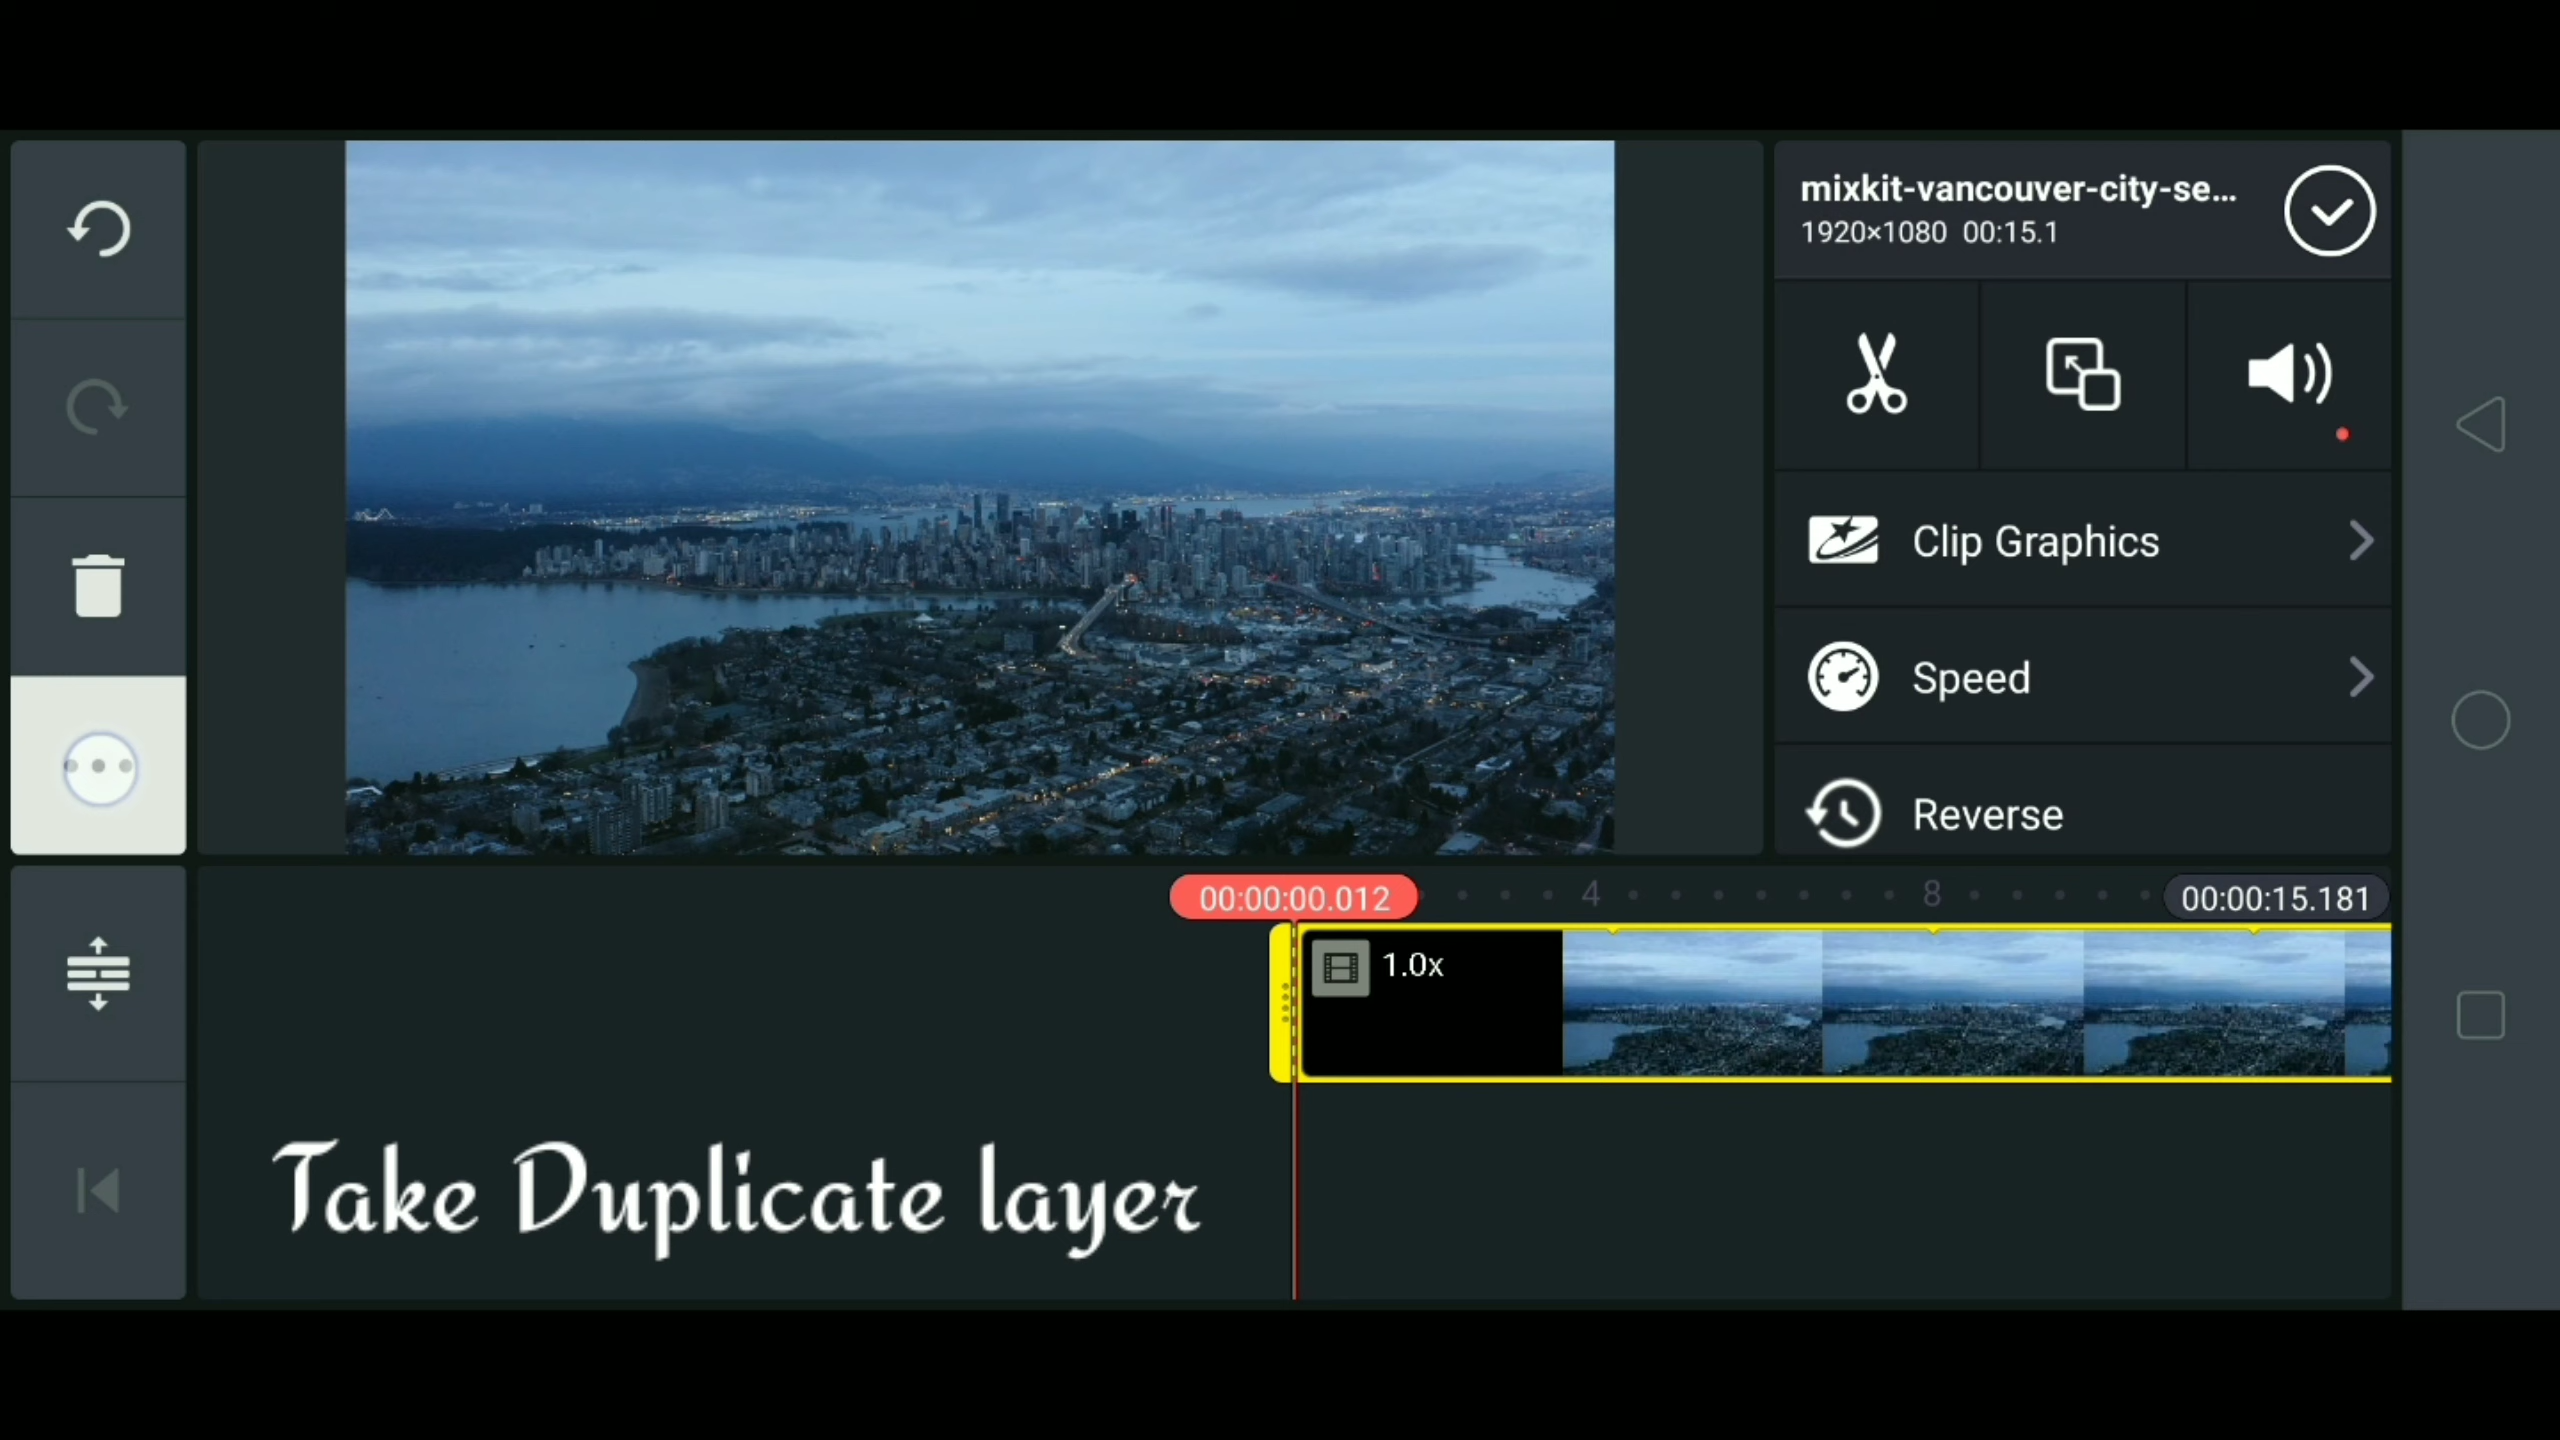 mixkit-vancouver-city-se...
1920×1080 00:15.1
Clip Graphics
Speed
Reverse
00:00:00.012
4
8
00:00:15.181
1.0x
Take Duplicate layer